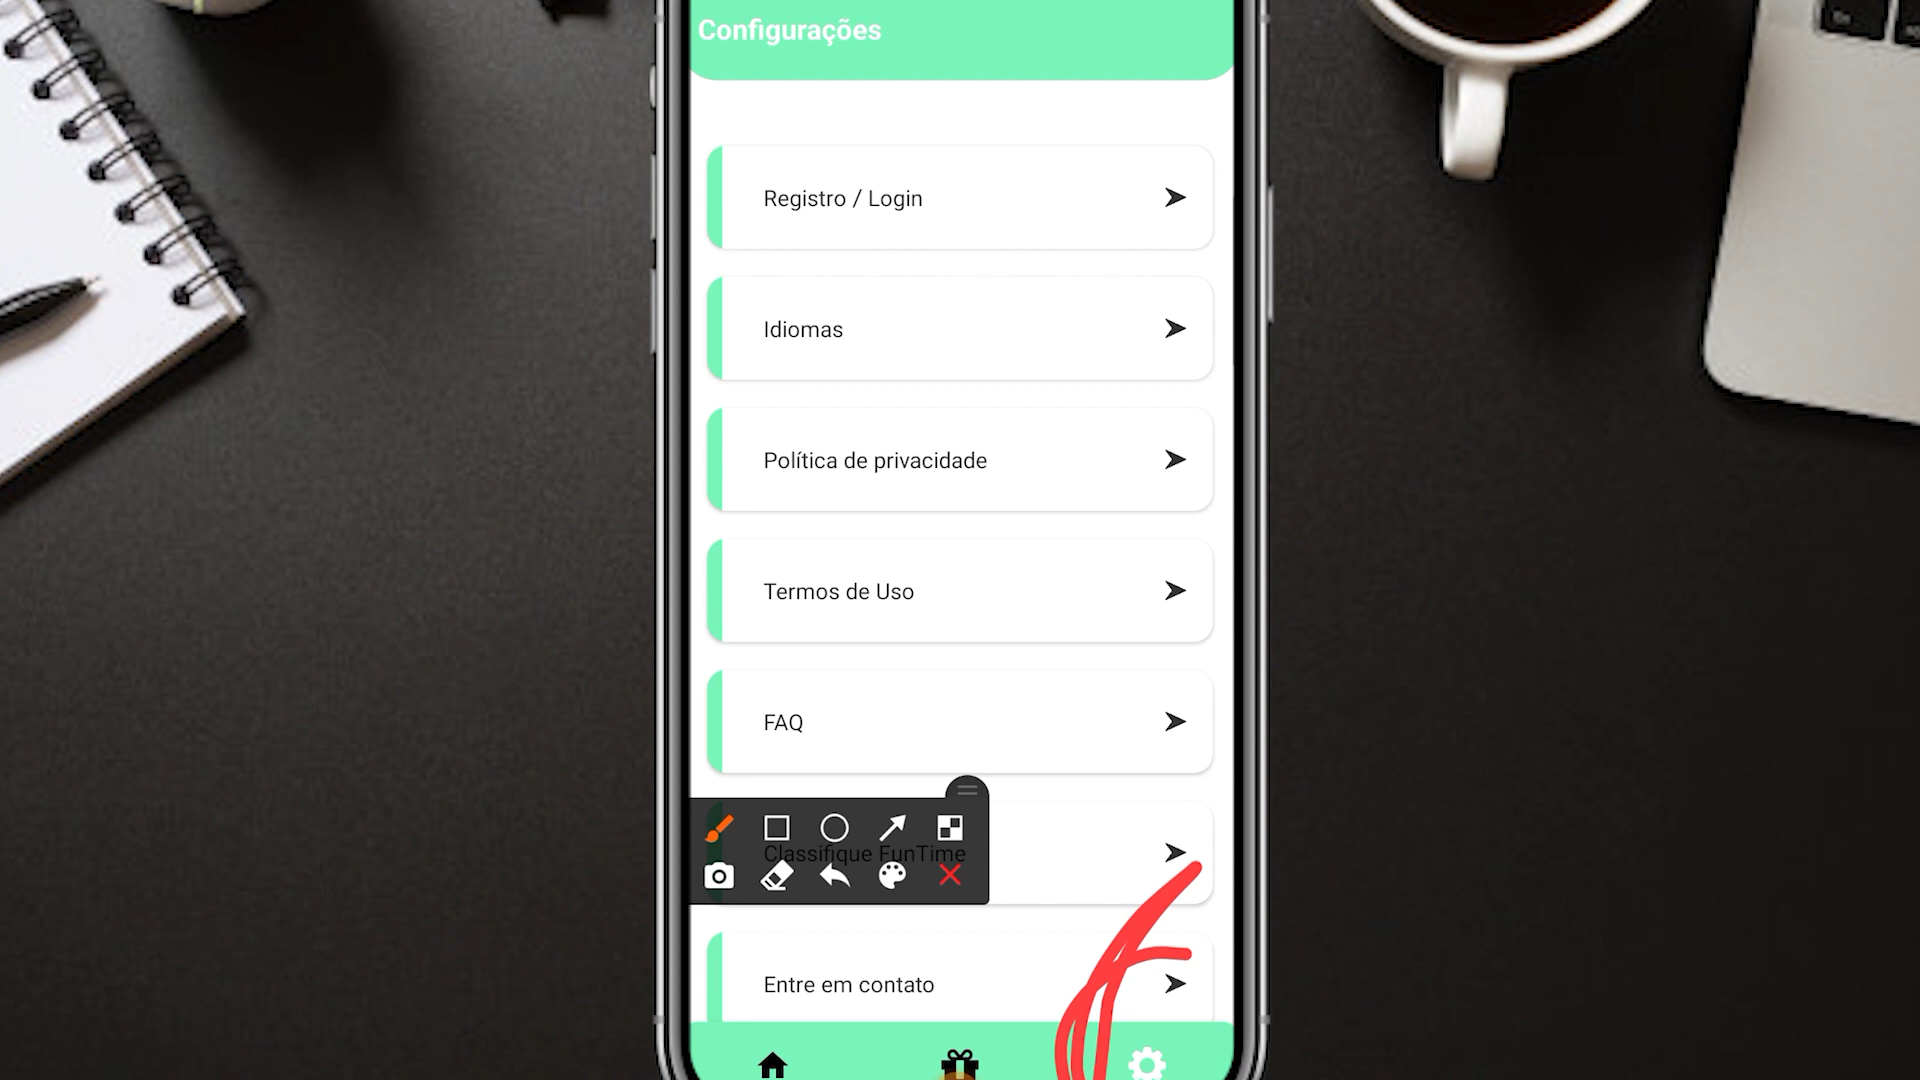 Configurações
Registro / Login
Idiomas
Política de privacidade
Termos de Uso
FAQ
Classifique FunTime
Entre em contato